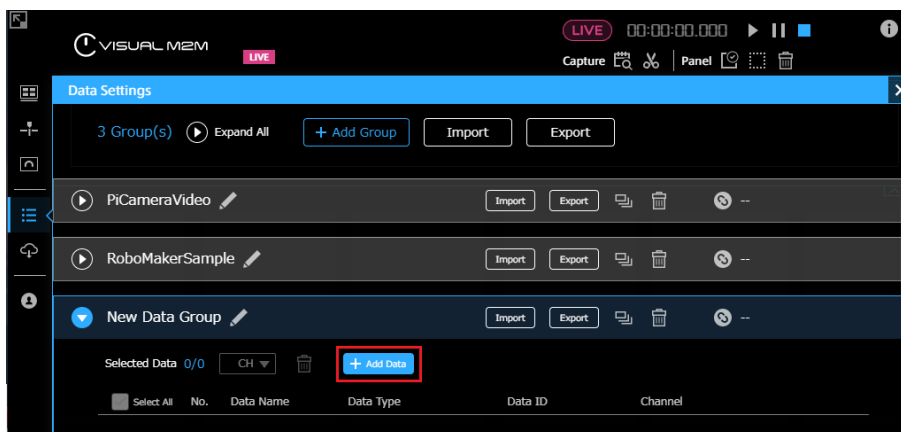 LIVE 00:00:00.000
VISUAL M2M LIVE
Capture Panel
Data Settings
3 Group(s) Expand All + Add Group Import Export
PiCameraVideo Import Export --
RoboMakerSample Import Export --
New Data Group Import Export --
Selected Data 0/0 CH + Add Data
Select All No. Data Name Data Type Data ID Channel